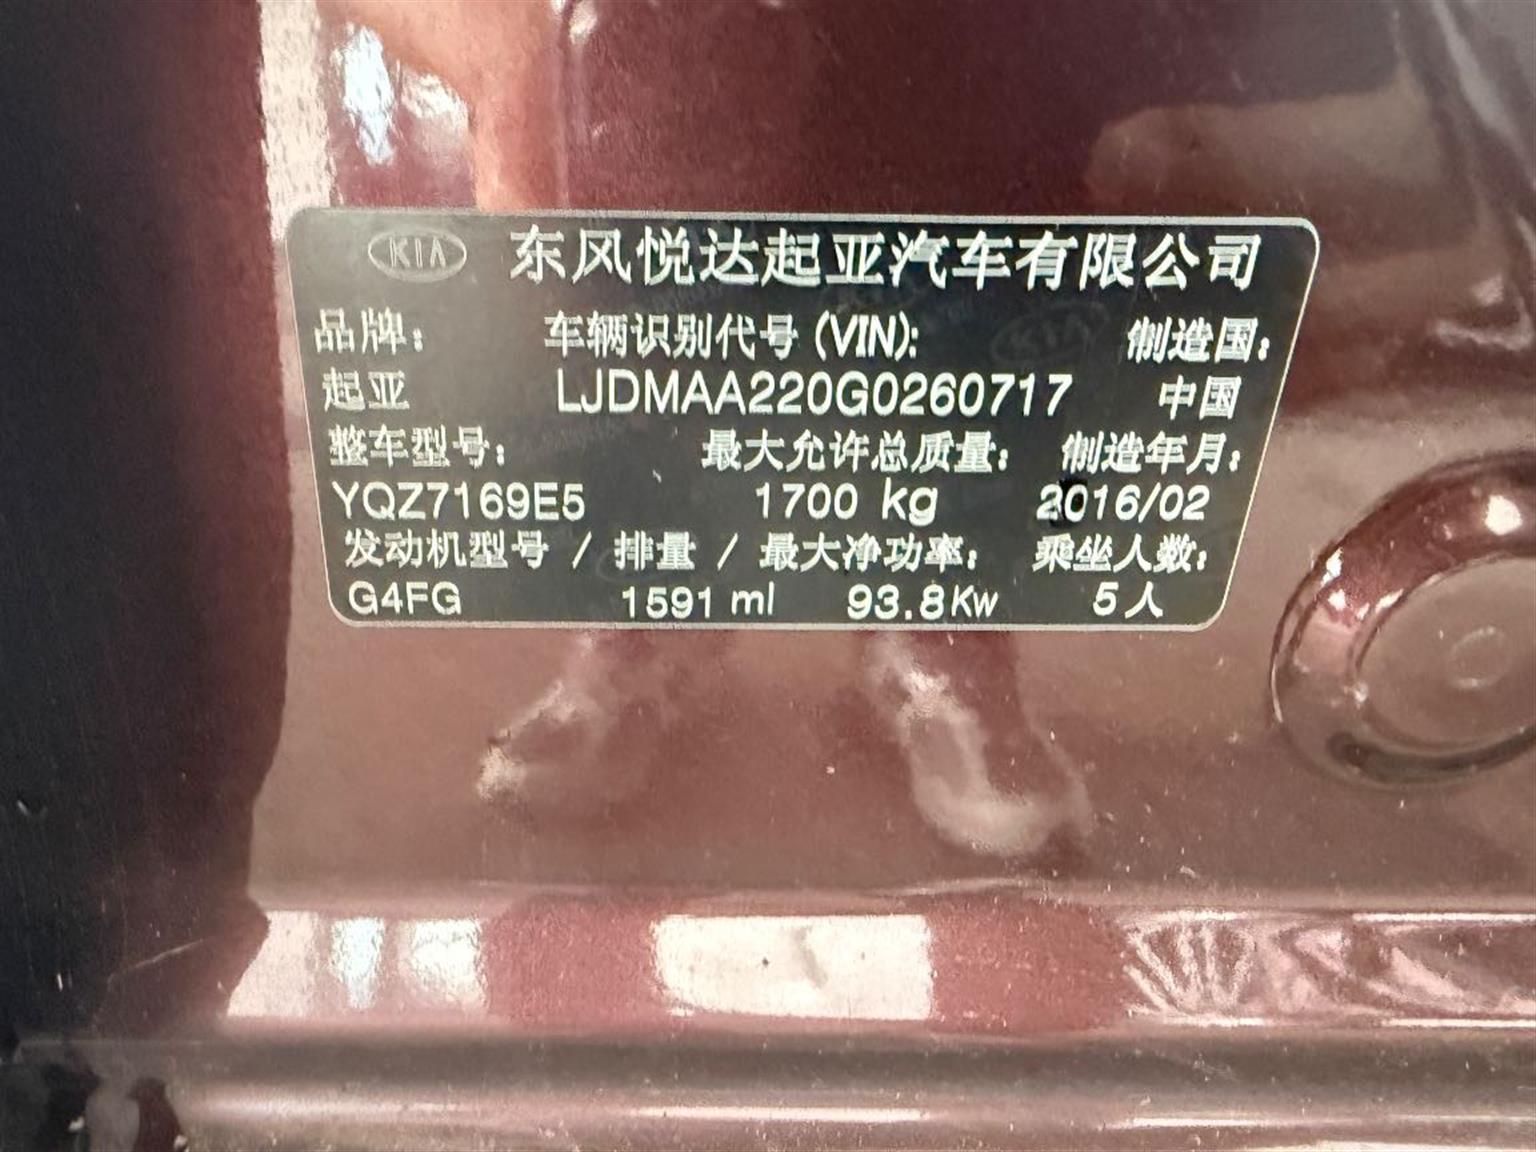 KIA 东风悦达起亚汽车有限公司
品牌: 车辆识别代号 (VIN): 制造国:
起亚 LJDMAA220G0260717 中国
整车型号: 最大允许总质量: 制造年月:
YQZ7169E5 1700 kg 2016/02
发动机型号 / 排量 / 最大净功率: 乘坐人数:
G4FG 1591 ml 93.8Kw 5人